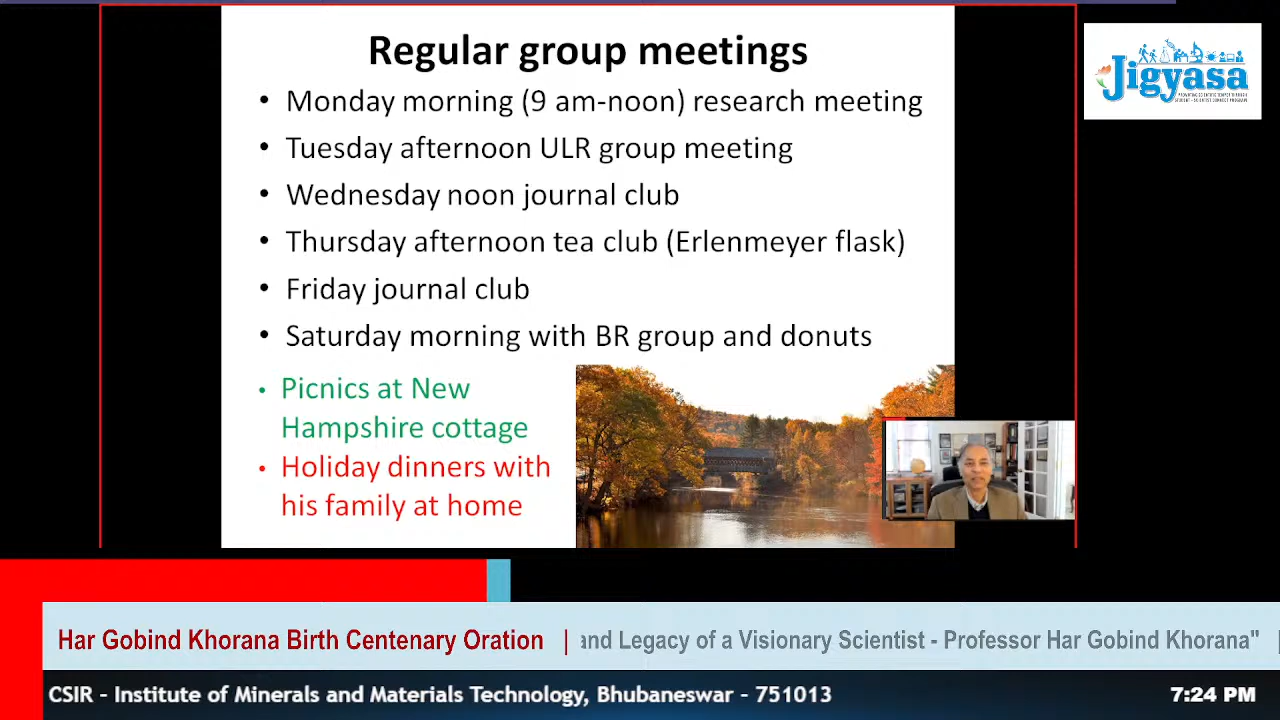 Regular group meetings
• Monday morning (9 am-noon) research meeting
• Tuesday afternoon ULR group meeting
• Wednesday noon journal club
• Thursday afternoon tea club (Erlenmeyer flask)
• Friday journal club
• Saturday morning with BR group and donuts
• Picnics at New
Hampshire cottage
• Holiday dinners with
his family at home
Jigyasa
Har Gobind Khorana Birth Centenary Oration | and Legacy of a Visionary Scientist - Professor Har Gobind Khorana"
CSIR - Institute of Minerals and Materials Technology, Bhubaneswar - 751013
7:24 PM